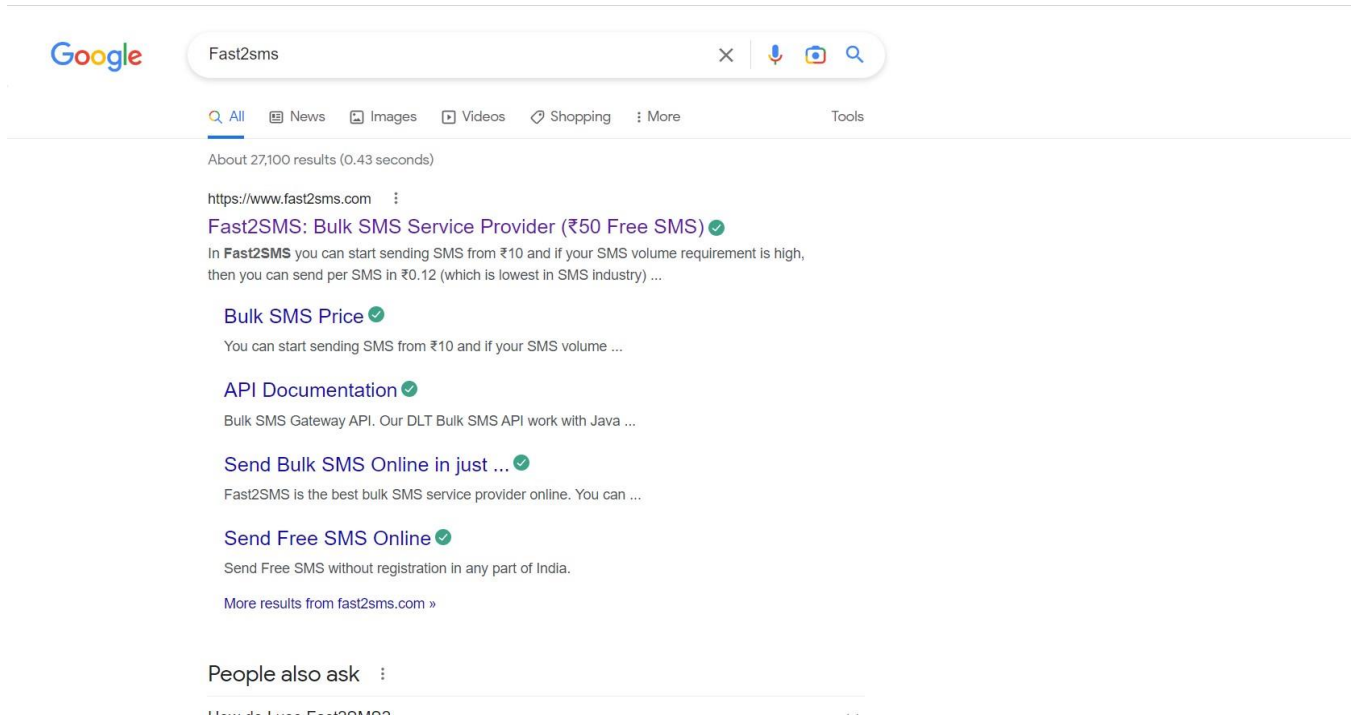 Google
Fast2sms
All News Images Videos Shopping More Tools
About 27,100 results (0.43 seconds)
https://www.fast2sms.com
Fast2SMS: Bulk SMS Service Provider (₹50 Free SMS)
In Fast2SMS you can start sending SMS from ₹10 and if your SMS volume requirement is high,
then you can send per SMS in ₹0.12 (which is lowest in SMS industry) ...
Bulk SMS Price
You can start sending SMS from ₹10 and if your SMS volume ...
API Documentation
Bulk SMS Gateway API. Our DLT Bulk SMS API work with Java ...
Send Bulk SMS Online in just ...
Fast2SMS is the best bulk SMS service provider online. You can ...
Send Free SMS Online
Send Free SMS without registration in any part of India.
More results from fast2sms.com »
People also ask
How do I use Fast2SMS?